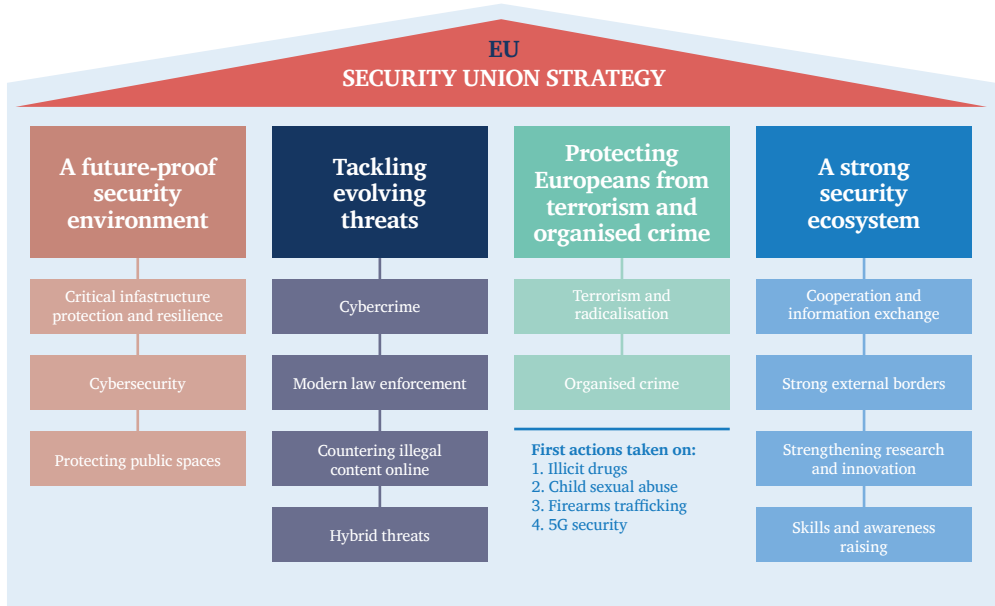 EU
SECURITY UNION STRATEGY
A future-proof
security
environment
Critical infastructure
protection and resilience
Cybersecurity
Protecting public spaces
Tackling
evolving
threats
Cybercrime
Modern law enforcement
Countering illegal
content online
Hybrid threats
Protecting
Europeans from
terrorism and
organised crime
Terrorism and
radicalisation
Organised crime
First actions taken on:
1. Illicit drugs
2. Child sexual abuse
3. Firearms trafficking
4. 5G security
A strong
security
ecosystem
Cooperation and
information exchange
Strong external borders
Strengthening research
and innovation
Skills and awareness
raising